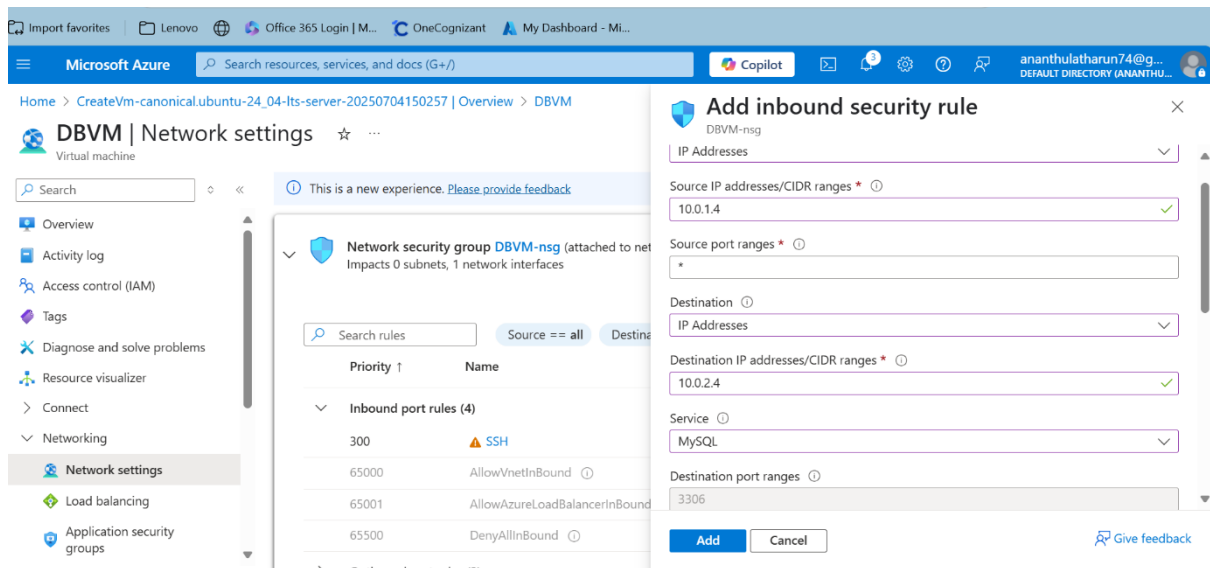 Import favorites Lenovo Office 365 Login | M... OneCognizant My Dashboard - Mi...
Microsoft Azure Search resources, services, and docs (G+/) Copilot 3 ananthulatharun74@g...
DEFAULT DIRECTORY (ANANTHU...
Home > CreateVm-canonical.ubuntu-24_04-lts-server-20250704150257 | Overview > DBVM
DBVM | Network settings ☆ ...
Virtual machine
Search
Overview
Activity log
Access control (IAM)
Tags
Diagnose and solve problems
Resource visualizer
Connect
Networking
Network settings
Load balancing
Application security
groups
This is a new experience. Please provide feedback
Network security group DBVM-nsg (attached to net
Impacts 0 subnets, 1 network interfaces
Search rules Source == all Destina
Priority ↑ Name
Inbound port rules (4)
300 SSH
65000 AllowVnetInBound
65001 AllowAzureLoadBalancerInBound
65500 DenyAllInBound
Add inbound security rule
DBVM-nsg
IP Addresses
Source IP addresses/CIDR ranges *
10.0.1.4
Source port ranges *
*
Destination
IP Addresses
Destination IP addresses/CIDR ranges *
10.0.2.4
Service
MySQL
Destination port ranges
3306
Add Cancel Give feedback